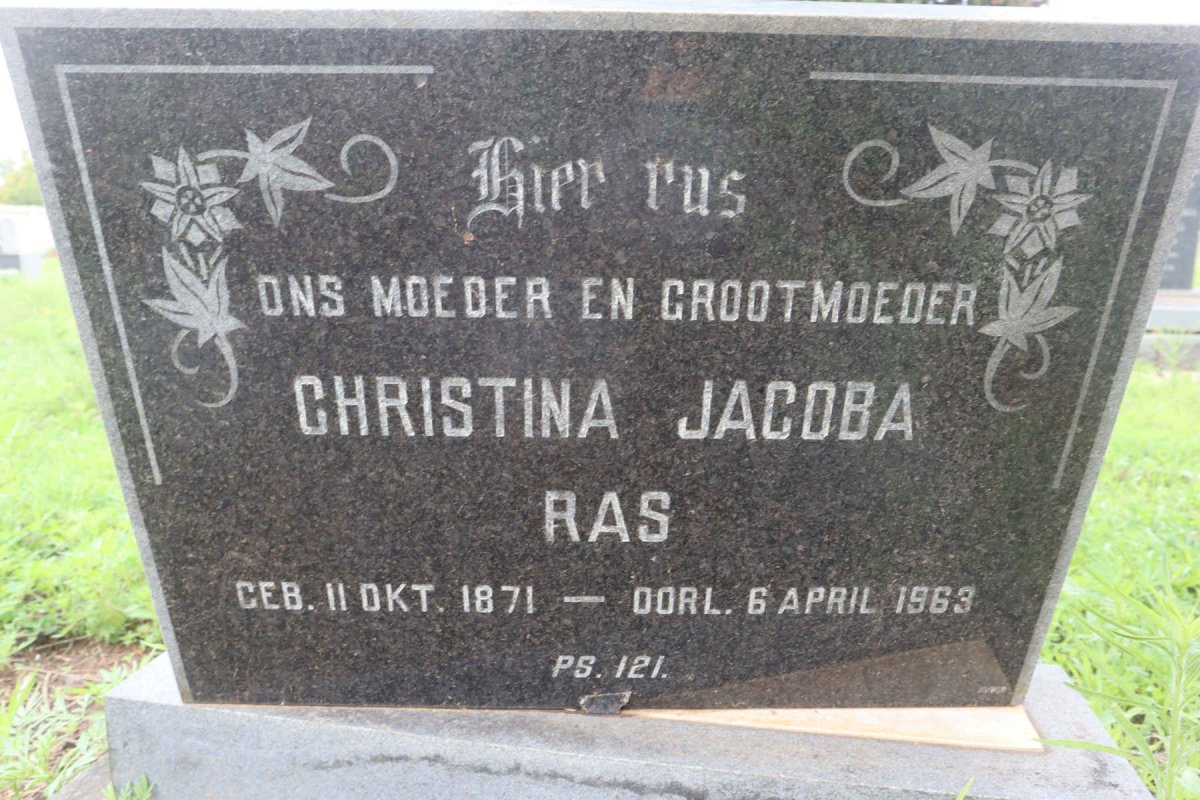 Hier rus
ONS MOEDER EN GROOTMOEDER
CHRISTINA JACOBA
RAS
GEB. 11 OKT. 1871 — OORL. 6 APRIL 1963
PS. 121.